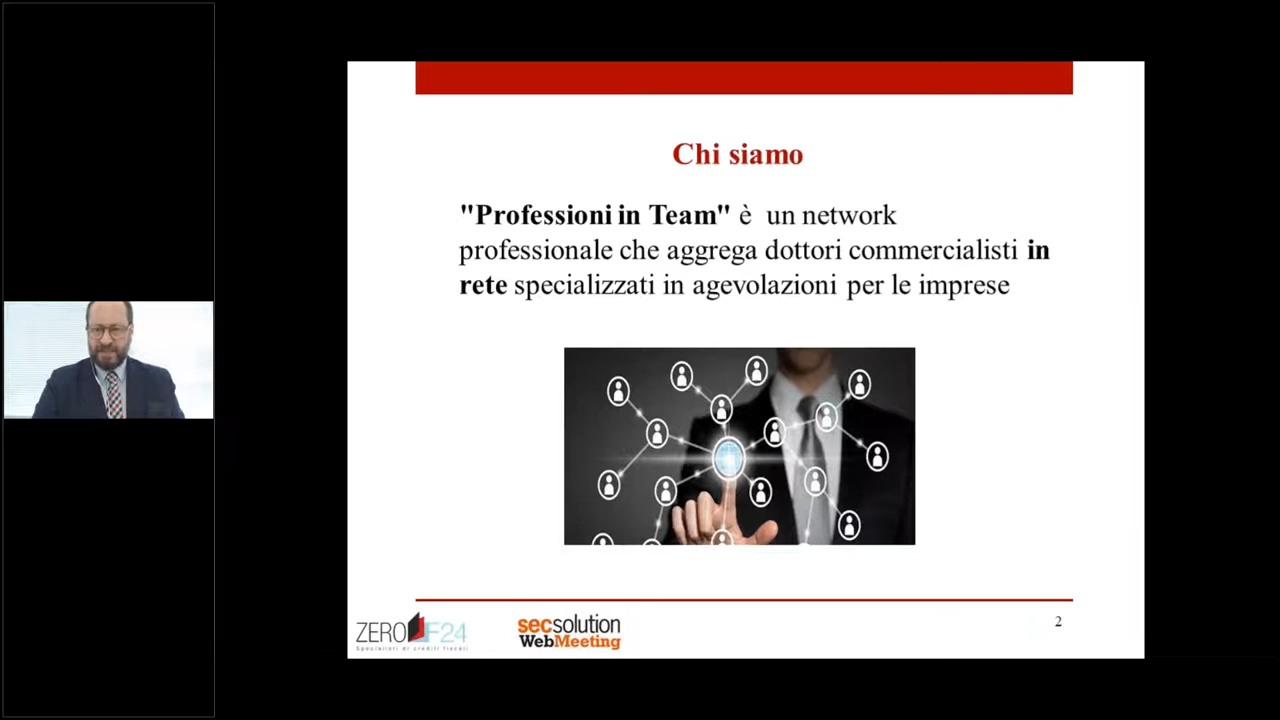 Chi siamo
"Professioni in Team" è un network
professionale che aggrega dottori commercialisti in
rete specializzati in agevolazioni per le imprese
ZERO F24
Specialisti di crediti fiscali
secsolution
WebMeeting
2